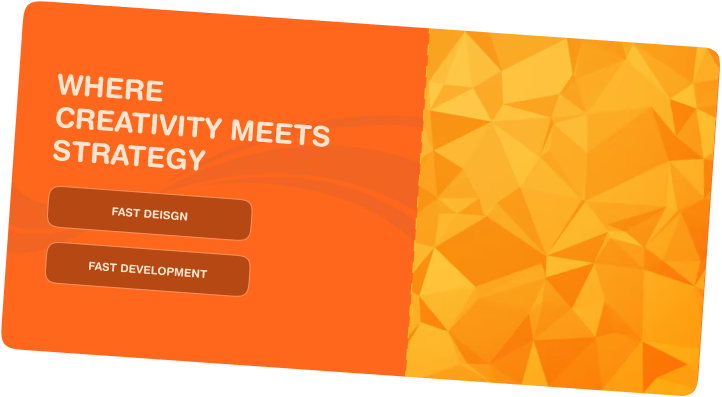 WHERE
CREATIVITY MEETS
STRATEGY
FAST DEISGN
FAST DEVELOPMENT